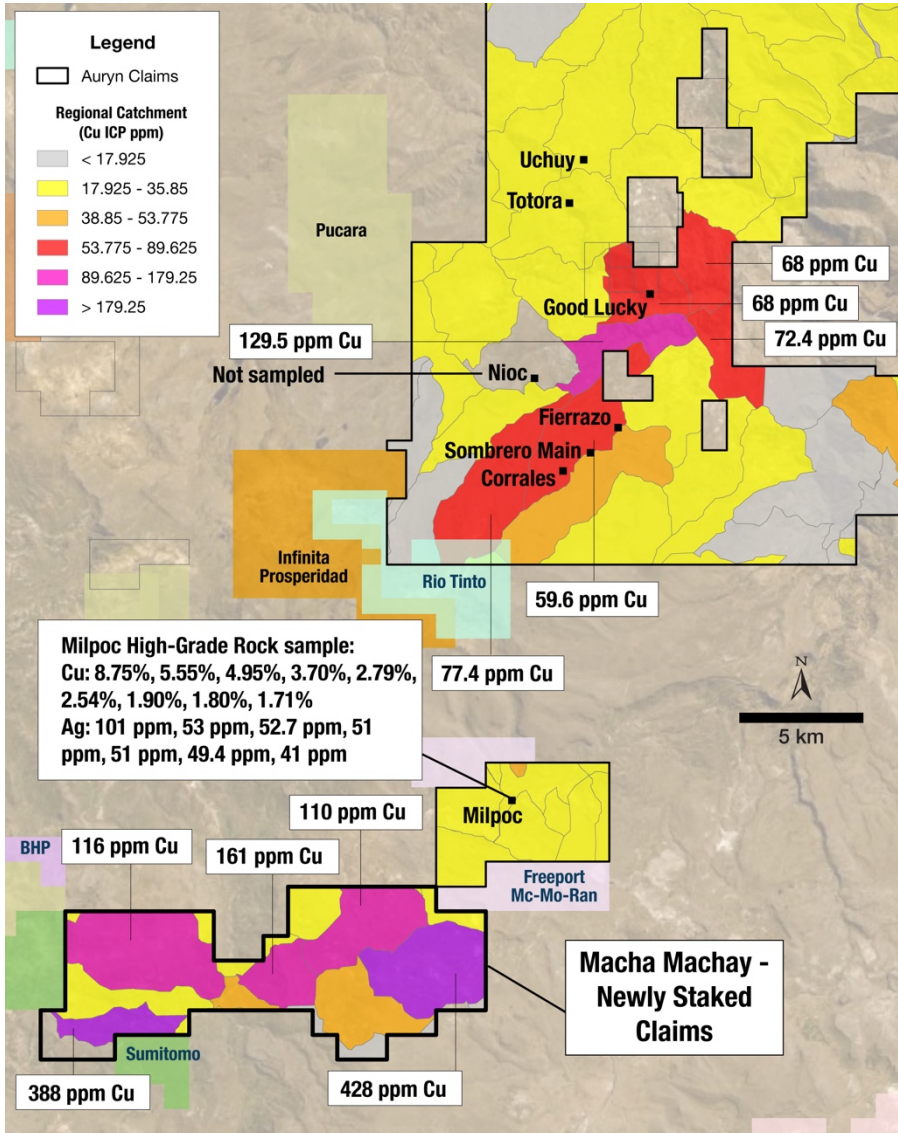 Legend
Auryn Claims
Regional Catchment
(Cu ICP ppm)
< 17.925
17.925 - 35.85
38.85 - 53.775
53.775 - 89.625
89.625 - 179.25
> 179.25
Uchuy
Totora
Pucara
68 ppm Cu
Good Lucky
68 ppm Cu
129.5 ppm Cu
72.4 ppm Cu
Not sampled
Nioc
Fierrazo
Sombrero Main
Corrales
Infinita
Prosperidad
Rio Tinto
59.6 ppm Cu
Milpoc High-Grade Rock sample:
Cu: 8.75%, 5.55%, 4.95%, 3.70%, 2.79%,
2.54%, 1.90%, 1.80%, 1.71%
Ag: 101 ppm, 53 ppm, 52.7 ppm, 51
ppm, 51 ppm, 49.4 ppm, 41 ppm
77.4 ppm Cu
N
5 km
110 ppm Cu
Milpoc
BHP
116 ppm Cu
161 ppm Cu
Freeport
Mc-Mo-Ran
Macha Machay -
Newly Staked
Claims
Sumitomo
388 ppm Cu
428 ppm Cu